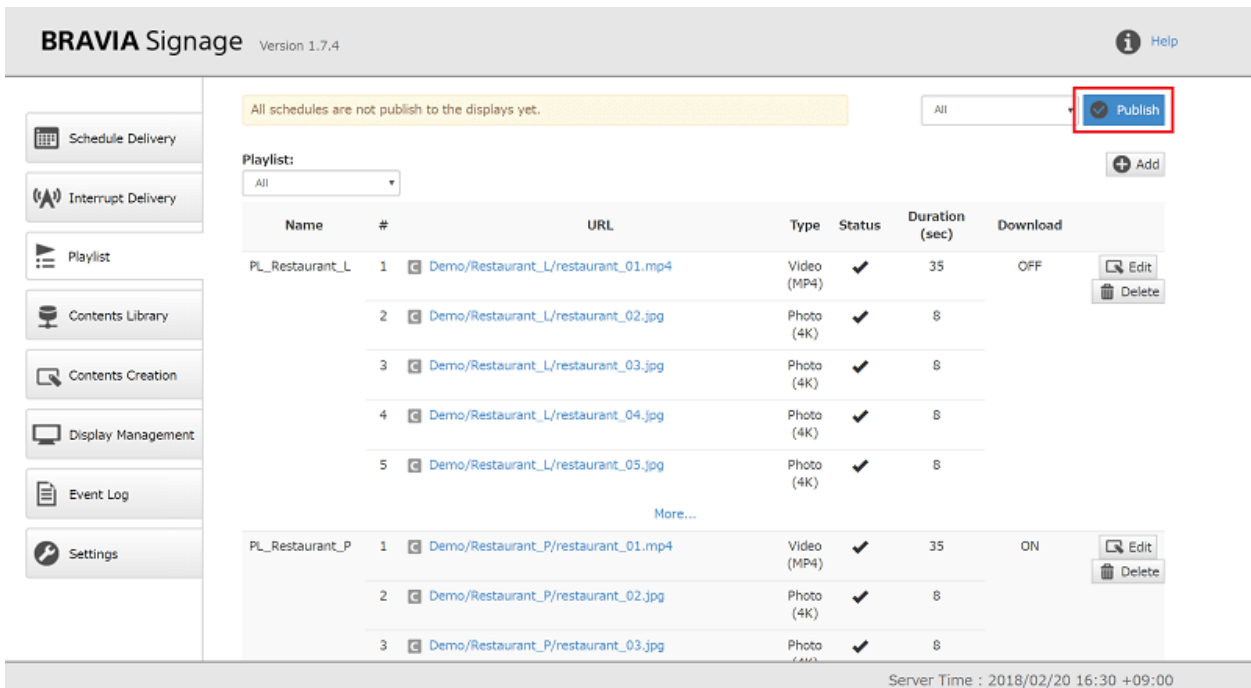 BRAVIA Signage Version 1.7.4
Help
All schedules are not publish to the displays yet.
All
Publish
Schedule Delivery
Interrupt Delivery
Playlist
Contents Library
Contents Creation
Display Management
Event Log
Settings
Playlist:
All
Add
Name # URL Type Status Duration (sec) Download
PL_Restaurant_L 1 C Demo/Restaurant_L/restaurant_01.mp4 Video (MP4) 35 OFF Edit
Delete
2 C Demo/Restaurant_L/restaurant_02.jpg Photo (4K) 8
3 C Demo/Restaurant_L/restaurant_03.jpg Photo (4K) 8
4 C Demo/Restaurant_L/restaurant_04.jpg Photo (4K) 8
5 C Demo/Restaurant_L/restaurant_05.jpg Photo (4K) 8
More...
PL_Restaurant_P 1 C Demo/Restaurant_P/restaurant_01.mp4 Video (MP4) 35 ON Edit
Delete
2 C Demo/Restaurant_P/restaurant_02.jpg Photo (4K) 8
3 C Demo/Restaurant_P/restaurant_03.jpg Photo 8
Server Time : 2018/02/20 16:30 +09:00